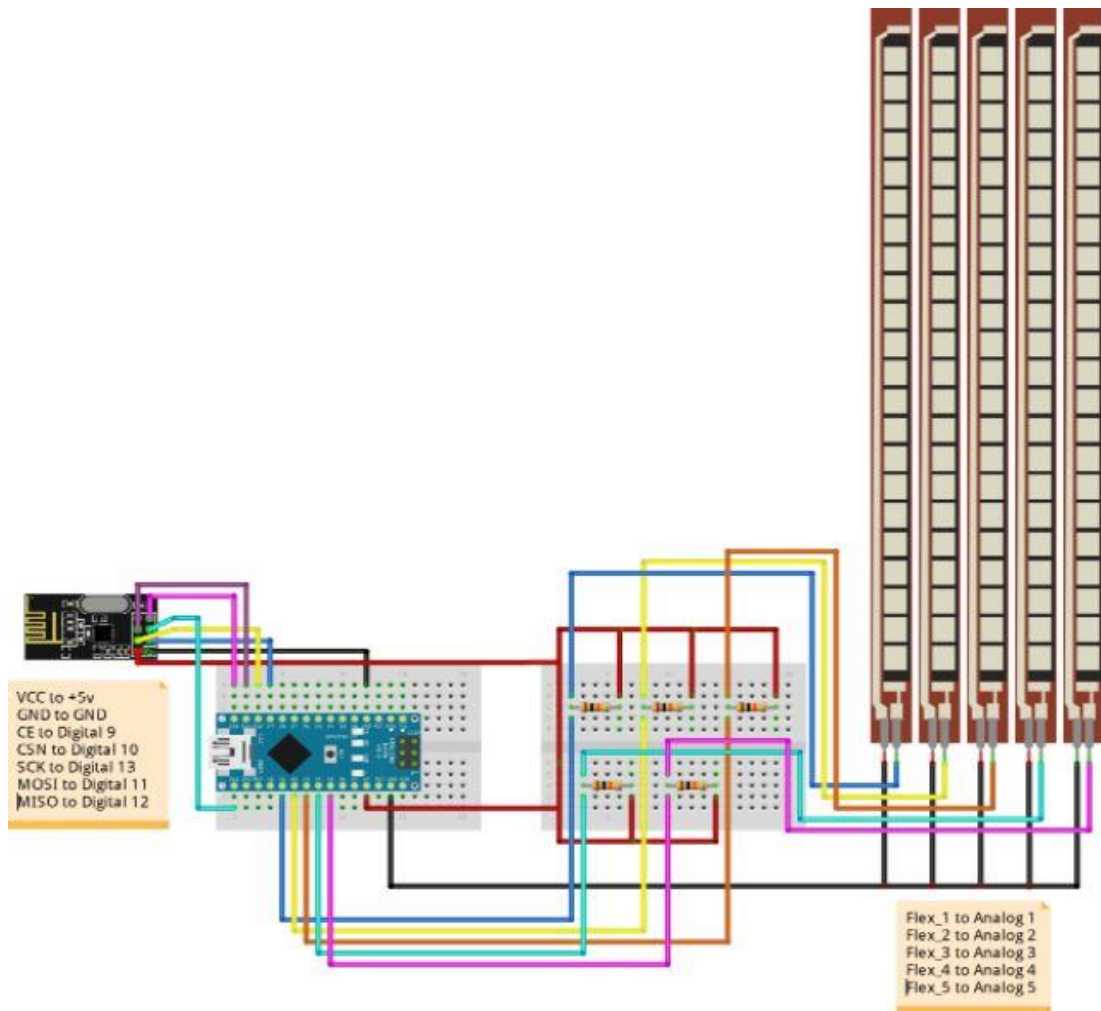 VCC to +5v
GND to GND
CE to Digital 9
CSN to Digital 10
SCK to Digital 13
MOSI to Digital 11
MISO to Digital 12
Flex_1 to Analog 1
Flex_2 to Analog 2
Flex_3 to Analog 3
Flex_4 to Analog 4
Flex_5 to Analog 5